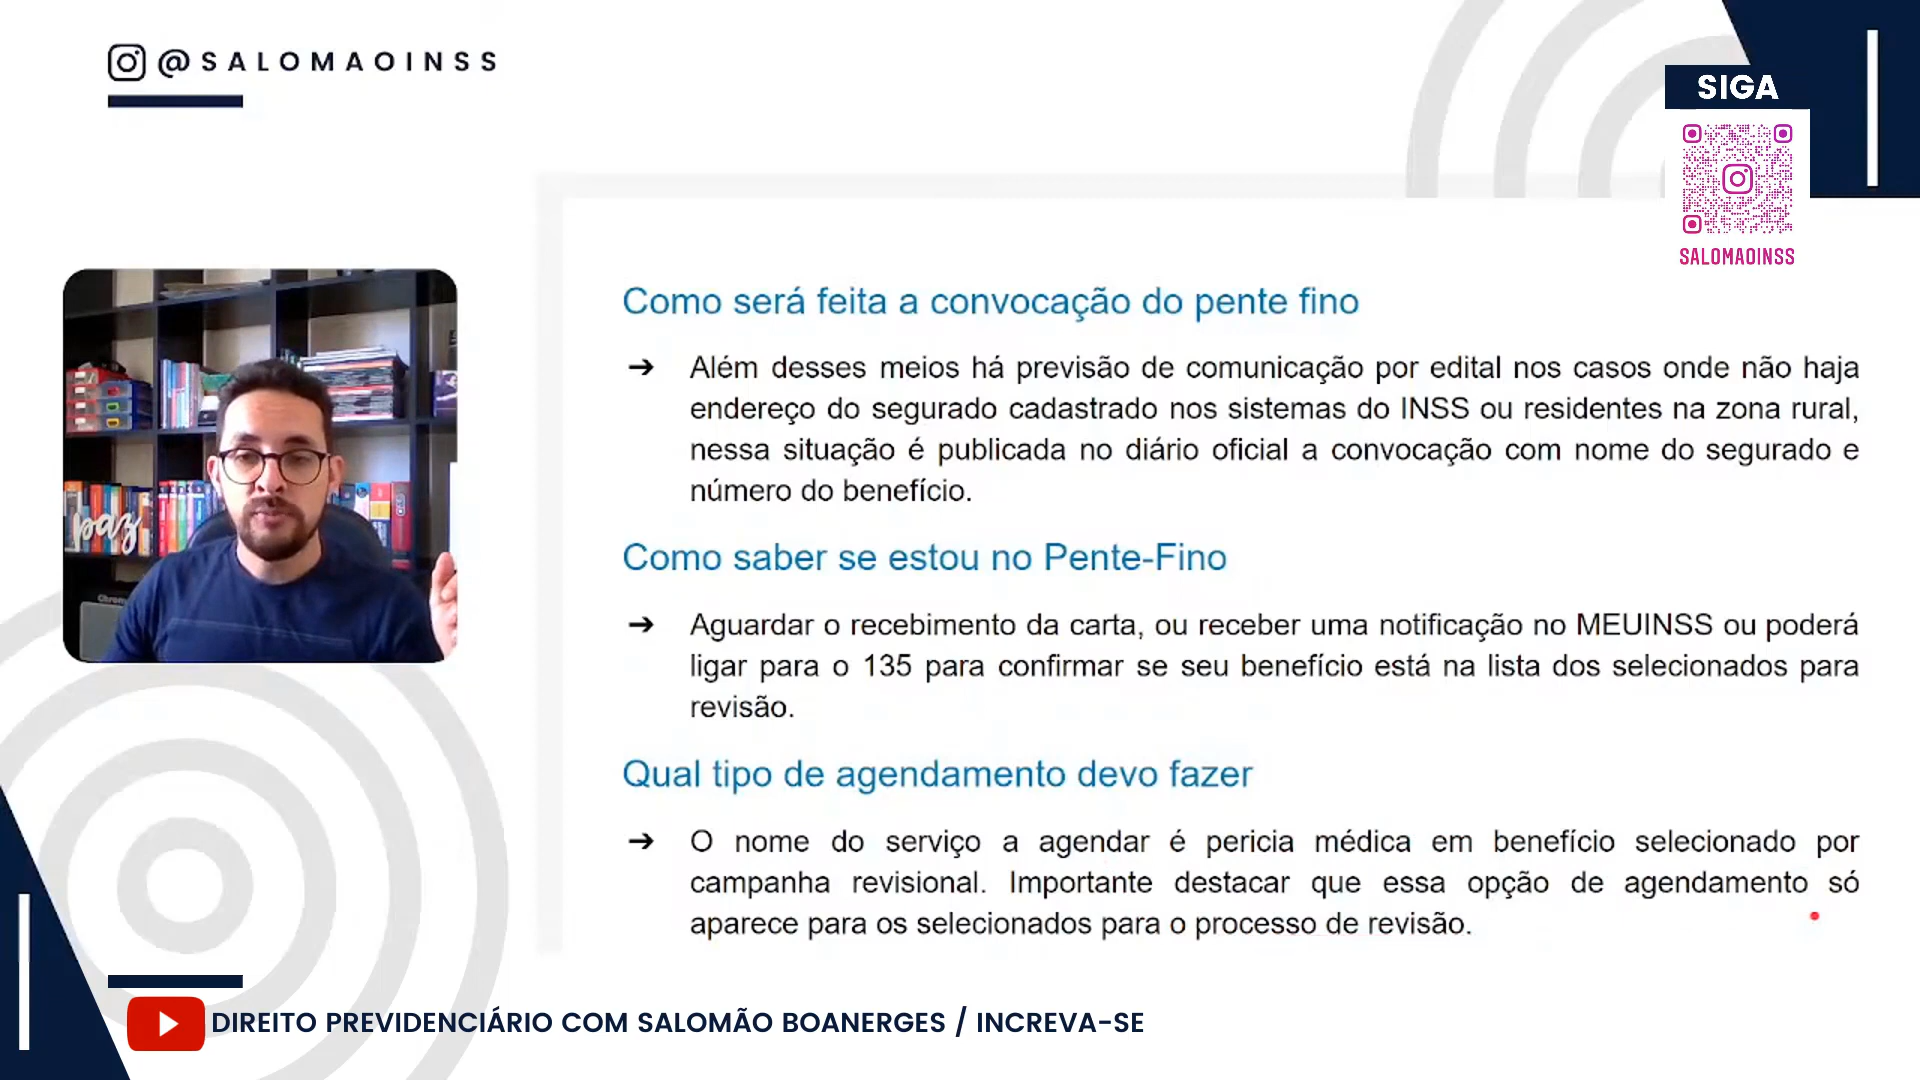 @SALOMAOINSS
SIGA
SALOMAOINSS
Como será feita a convocação do pente fino
➔ Além desses meios há previsão de comunicação por edital nos casos onde não haja
endereço do segurado cadastrado nos sistemas do INSS ou residentes na zona rural,
nessa situação é publicada no diário oficial a convocação com nome do segurado e
número do benefício.
Como saber se estou no Pente-Fino
➔ Aguardar o recebimento da carta, ou receber uma notificação no MEUINSS ou poderá
ligar para o 135 para confirmar se seu benefício está na lista dos selecionados para
revisão.
Qual tipo de agendamento devo fazer
➔ O nome do serviço a agendar é pericia médica em benefício selecionado por
campanha revisional. Importante destacar que essa opção de agendamento só
aparece para os selecionados para o processo de revisão.
paz
DIREITO PREVIDENCIÁRIO COM SALOMÃO BOANERGES / INCREVA-SE